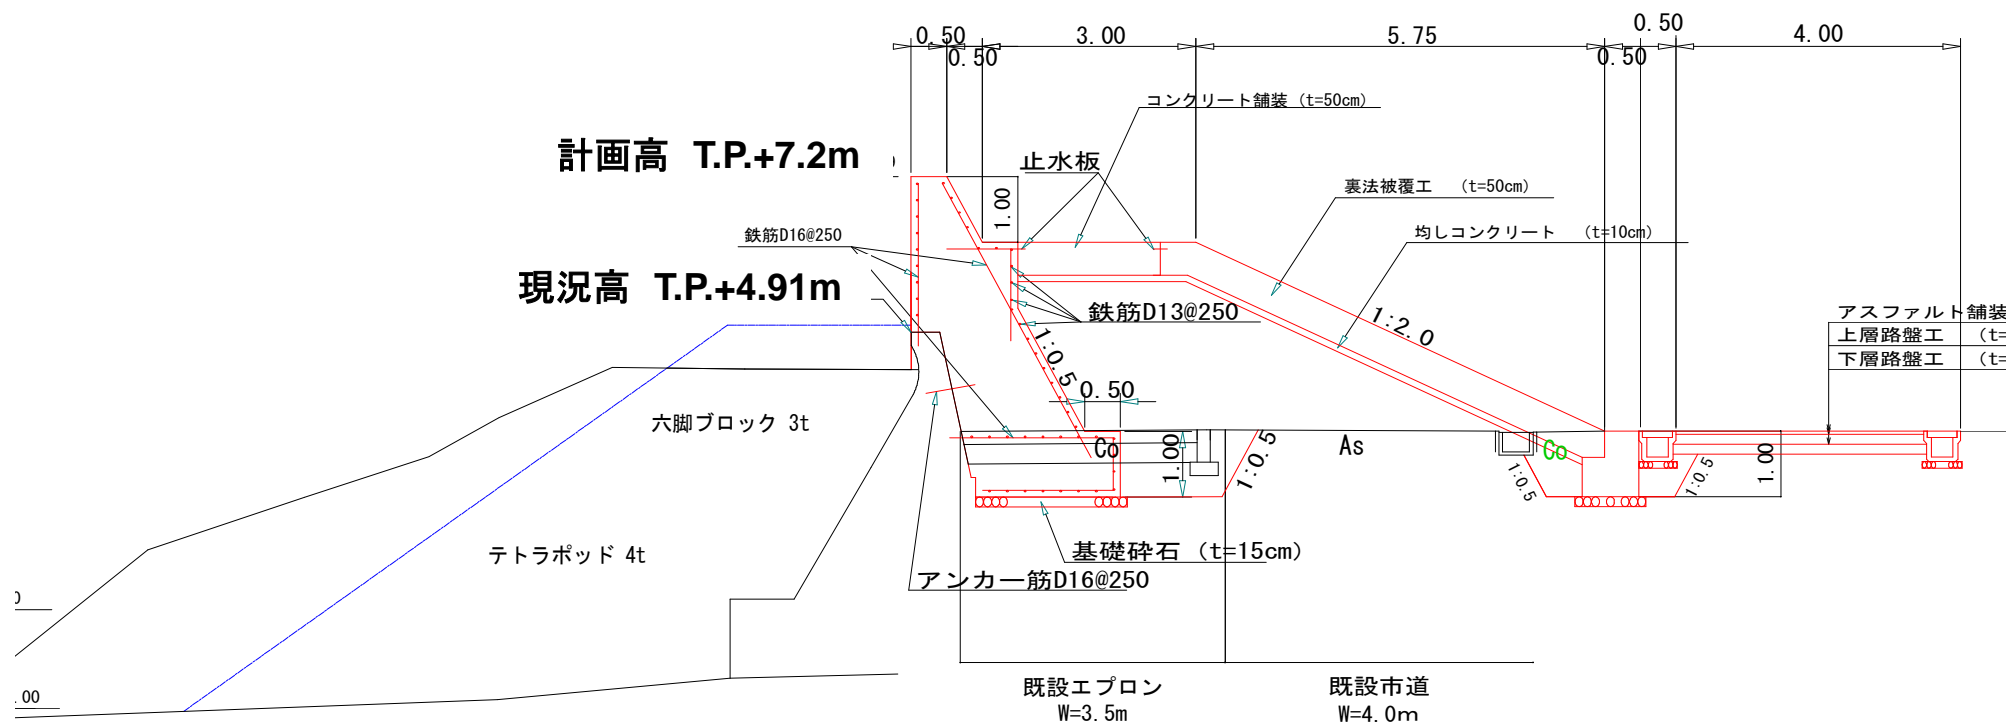 0.50
0.50 3.00 5.75 4.00
0.50 0.50
コンクリート舗装 (t=50cm)
計画高 T.P.+7.2m
止水板
裏法被覆工 (t=50cm)
1.00
鉄筋D16@250
均しコンクリート (t=10cm)
現況高 T.P.+4.91m
鉄筋D13@250
1:2.0
アスファルト舗装
上層路盤工 (t=
下層路盤工 (t=
1:0.5
0.50
六脚ブロック 3t
Co
1.00
1:0.5
As
Co
1:0.5
1:0.5
1.00
テトラポッド 4t
基礎砕石 (t=15cm)
アンカー筋D16@250
既設エプロン
W=3.5m
既設市道
W=4.0m
.00